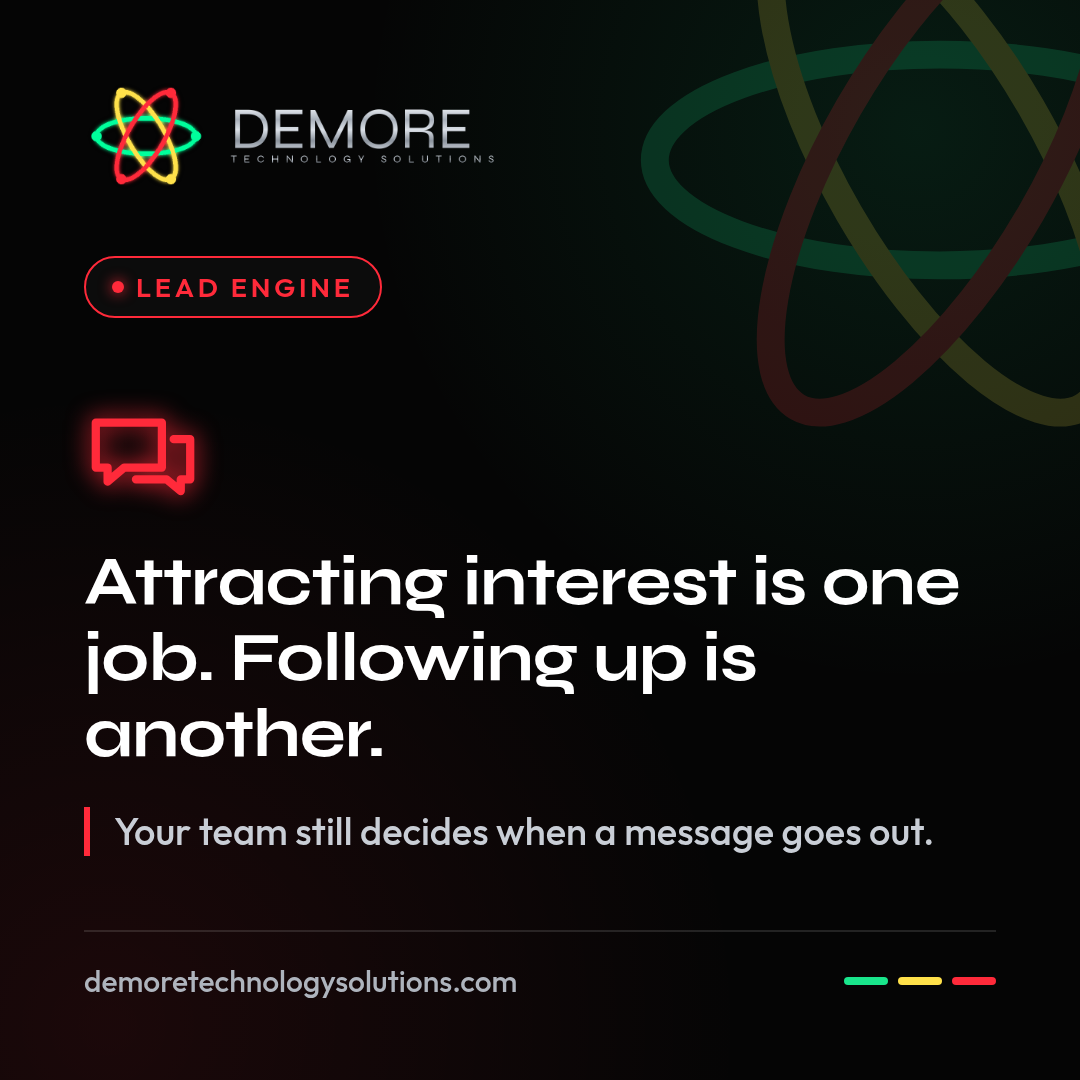 DEMORE
TECHNOLOGY SOLUTIONS
LEAD ENGINE
Attracting interest is one
job. Following up is
another.
Your team still decides when a message goes out.
demoretechnologysolutions.com